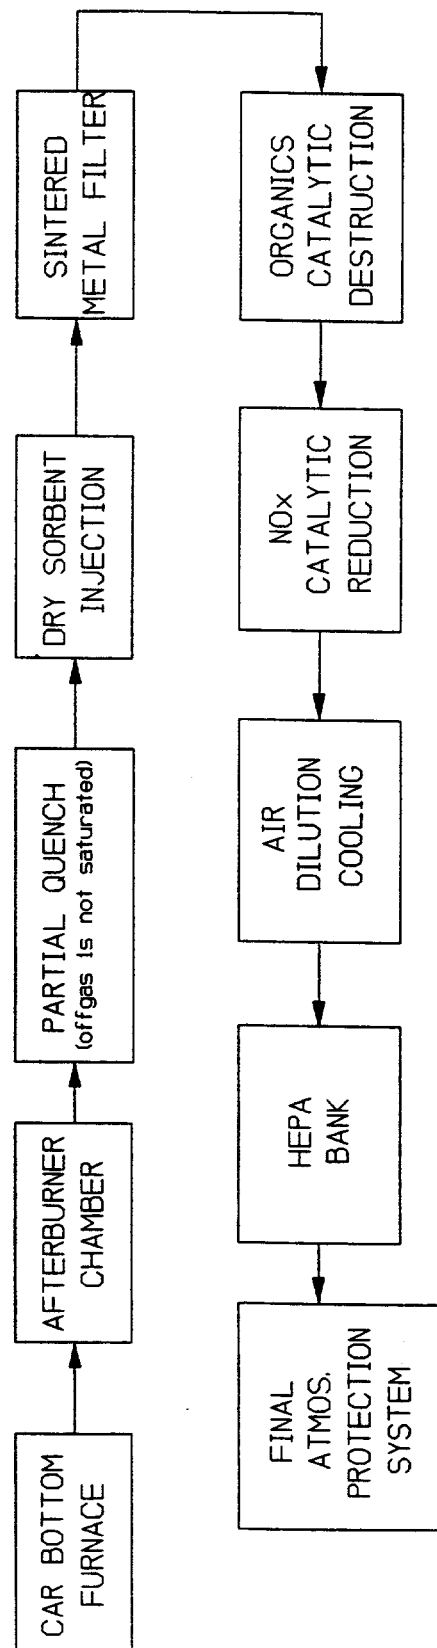 CAR BOTTOM
FURNACE
AFTERBURNER
CHAMBER
PARTIAL QUENCH
(offgas is not saturated)
DRY SORBENT
INJECTION
SINTERED
METAL FILTER
ORGANICS
CATALYTIC
DESTRUCTION
NOx
CATALYTIC
REDUCTION
AIR
DILUTION
COOLING
HEPA
BANK
FINAL
ATMOS.
PROTECTION
SYSTEM